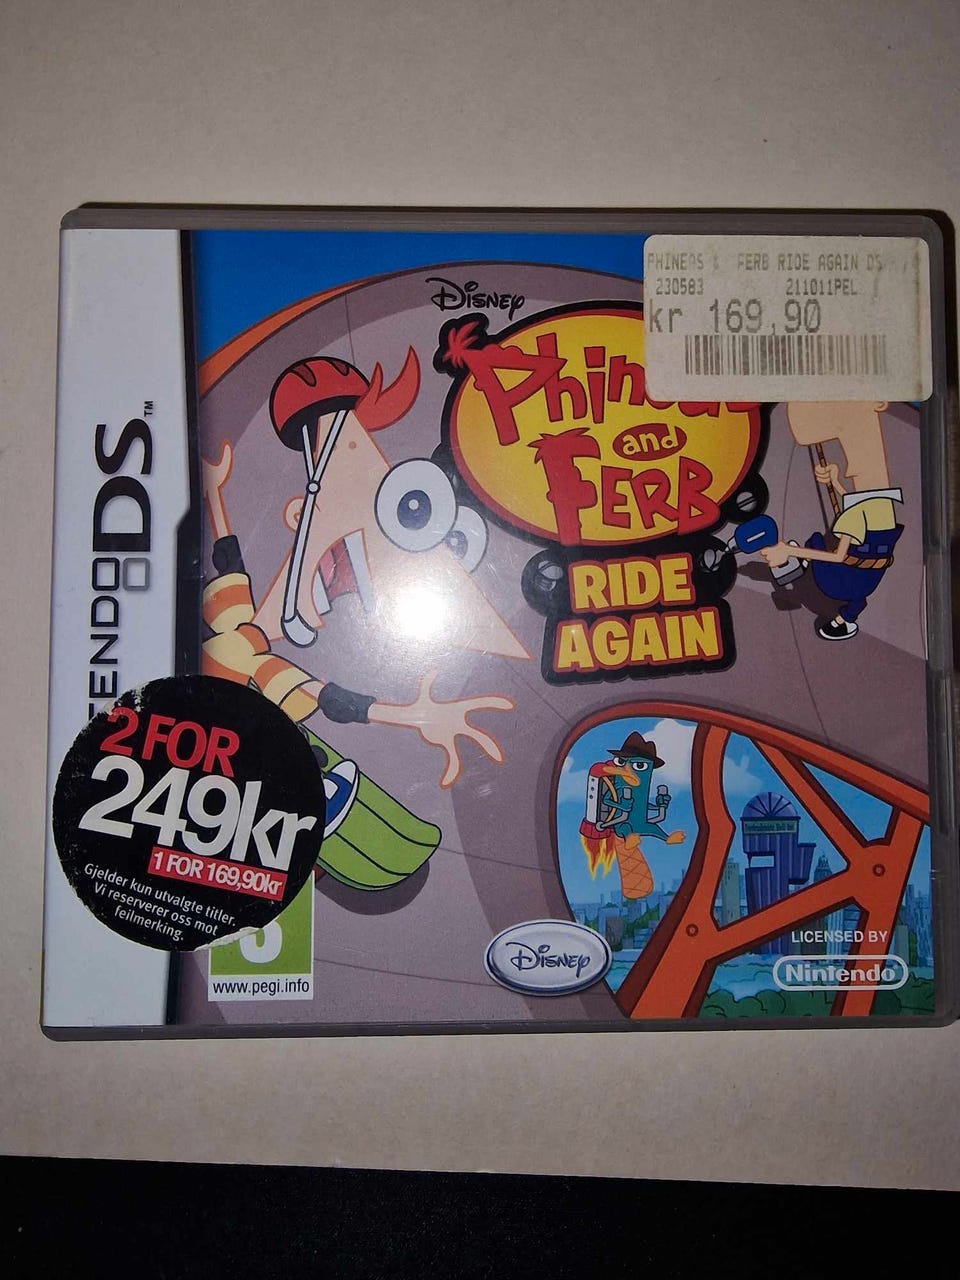 PHINEAS & FERB RIDE AGAIN DS
230583 211011PEL
kr 169,90
Disney
Phineas
and
FERB
RIDE
AGAIN
DS™
2 FOR
249kr
1 FOR 169,90kr
Gjelder kun utvalgte titler.
Vi reserverer oss mot
feilmerking.
www.pegi.info
Disney
LICENSED BY
Nintendo